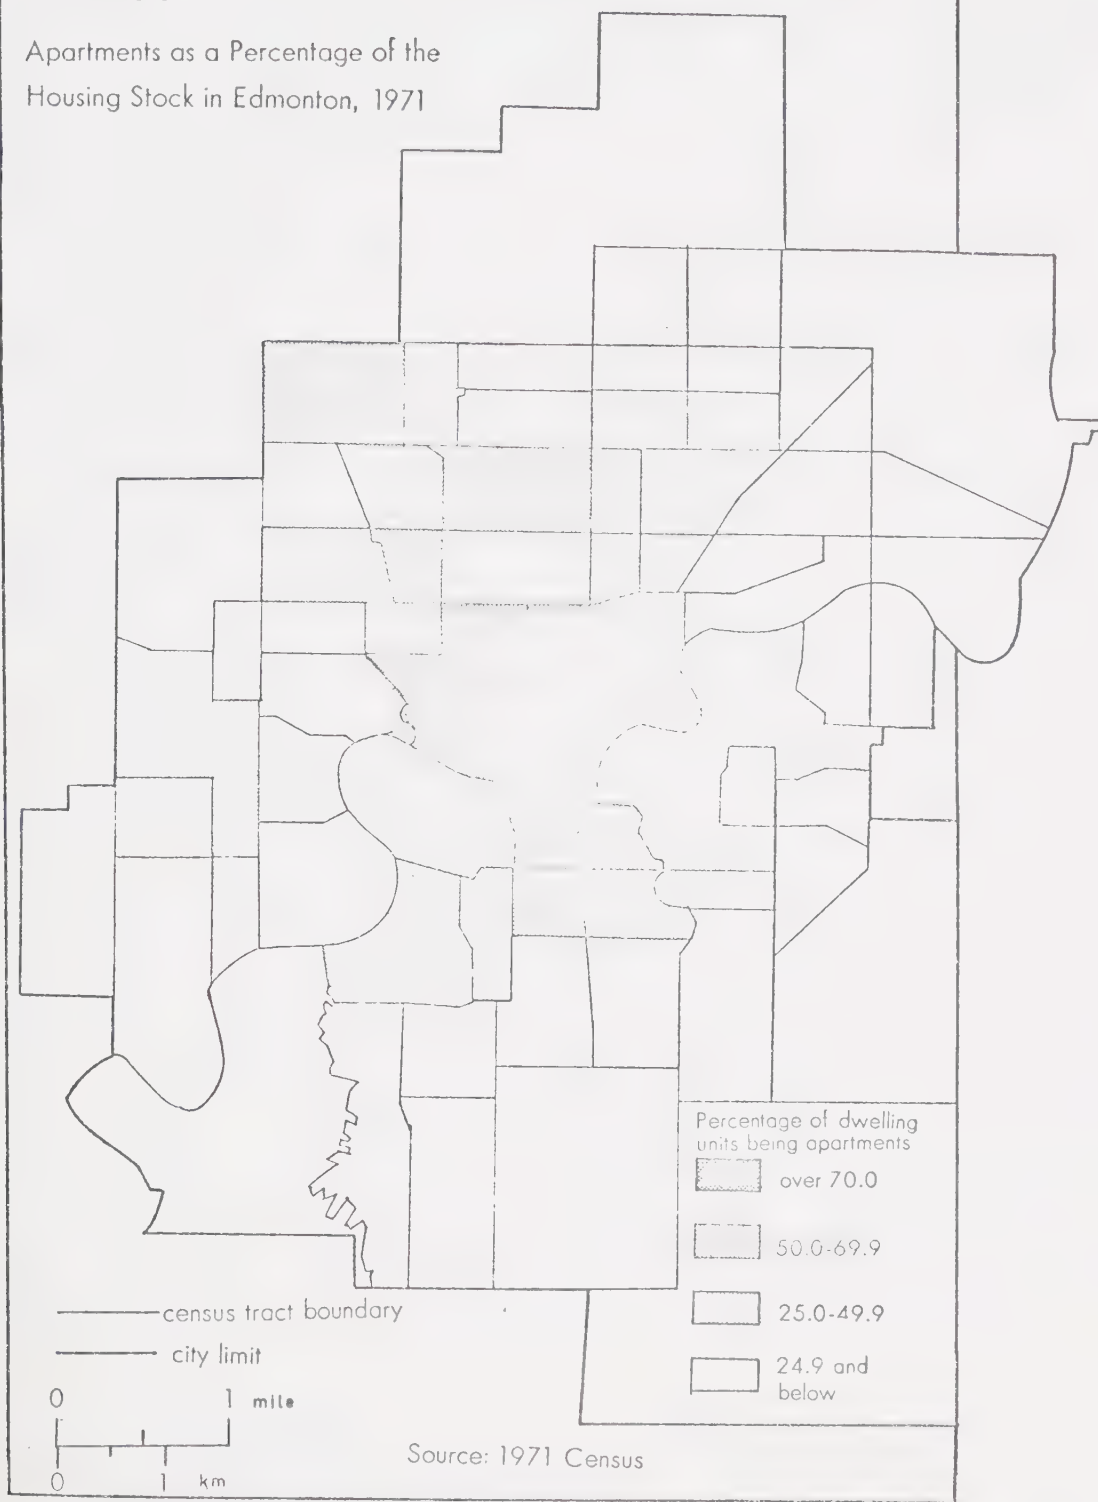 Apartments as a Percentage of the
Housing Stock in Edmonton, 1971
Percentage of dwelling
units being apartments
over 70.0
50.0-69.9
25.0-49.9
24.9 and
below
census tract boundary
city limit
0 1 mile
0 1 km
Source: 1971 Census